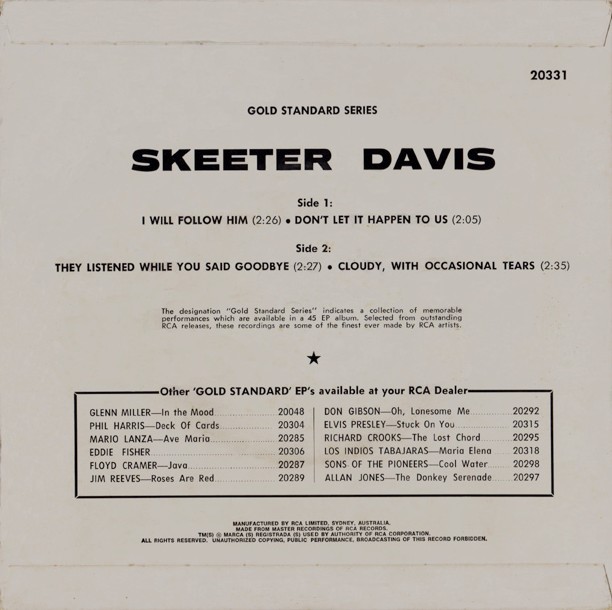 20331
GOLD STANDARD SERIES
SKEETER DAVIS
Side 1:
I WILL FOLLOW HIM (2:26) • DON'T LET IT HAPPEN TO US (2:05)
Side 2:
THEY LISTENED WHILE YOU SAID GOODBYE (2:27) • CLOUDY, WITH OCCASIONAL TEARS (2:35)
The designation "Gold Standard Series" indicates a collection of memorable
performances which are available in a 45 EP album. Selected from outstanding
RCA releases, these recordings are some of the finest ever made by RCA artists.
★
Other 'GOLD STANDARD' EP's available at your RCA Dealer
GLENN MILLER—In the Mood 20048
PHIL HARRIS—Deck Of Cards 20304
MARIO LANZA—Ave Maria 20285
EDDIE FISHER 20306
FLOYD CRAMER—Java 20287
JIM REEVES—Roses Are Red 20289
DON GIBSON—Oh, Lonesome Me 20292
ELVIS PRESLEY—Stuck On You 20315
RICHARD CROOKS—The Lost Chord 20295
LOS INDIOS TABAJARAS—Maria Elena 20318
SONS OF THE PIONEERS—Cool Water 20298
ALLAN JONES—The Donkey Serenade 20297
MANUFACTURED BY RCA LIMITED, SYDNEY, AUSTRALIA.
MADE FROM MASTER RECORDINGS OF RCA RECORDS.
TM(S) ® MARCA (S) REGISTRADA (S) USED BY AUTHORITY OF RCA CORPORATION.
ALL RIGHTS RESERVED. UNAUTHORIZED COPYING, PUBLIC PERFORMANCE, BROADCASTING OF THIS RECORD FORBIDDEN.